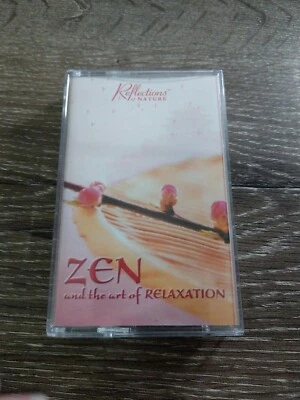 Reflections
of NATURE
ZEN
and the art of RELAXATION